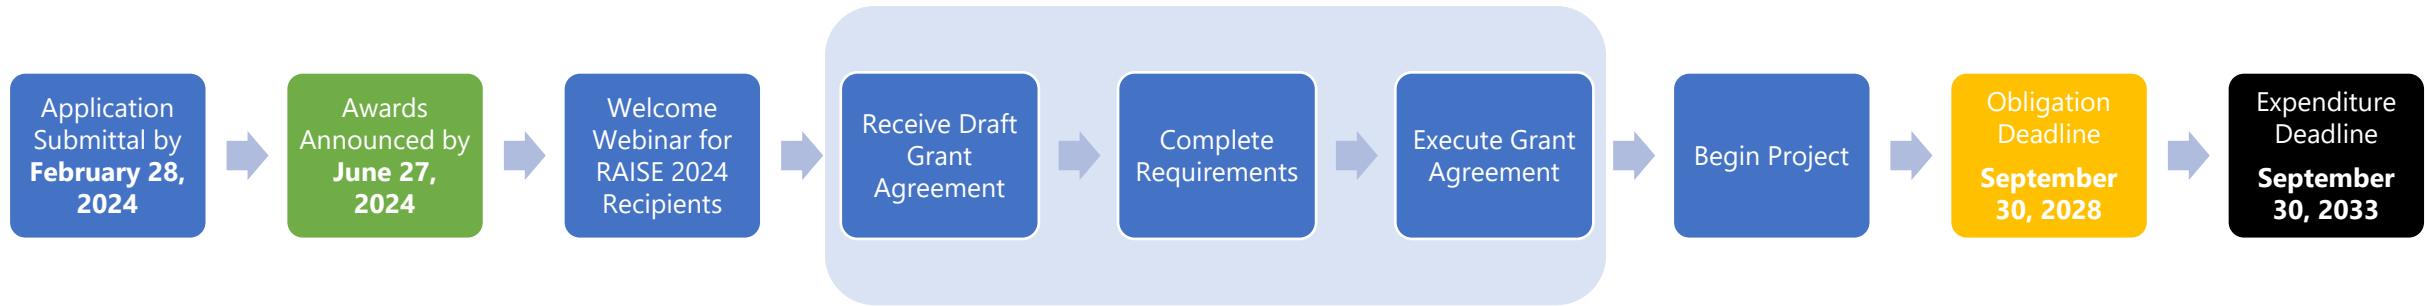 Application
Submittal by
February 28,
2024
Awards
Announced by
June 27,
2024
Welcome
Webinar for
RAISE 2024
Recipients
Receive Draft
Grant
Agreement
Complete
Requirements
Execute Grant
Agreement
Begin Project
Obligation
Deadline
September
30, 2028
Expenditure
Deadline
September
30, 2033